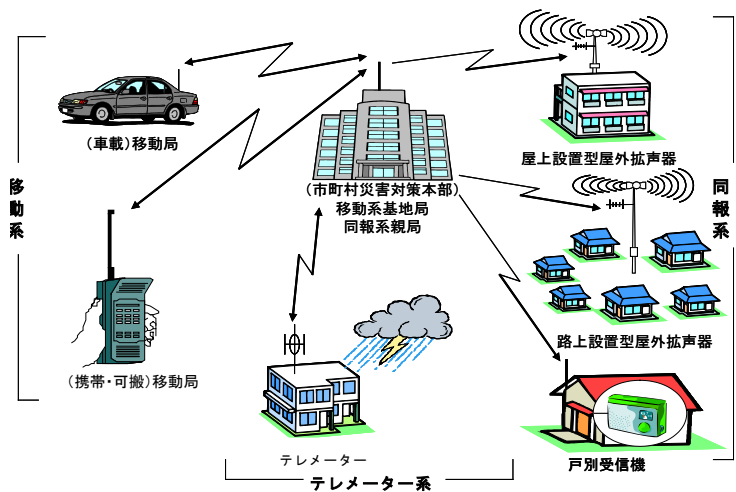 移動系
(車載)移動局
(携帯・可搬)移動局
(市町村災害対策本部)
移動系基地局
同報系親局
テレメーター
テレメーター系
屋上設置型屋外拡声器
路上設置型屋外拡声器
戸別受信機
同報系